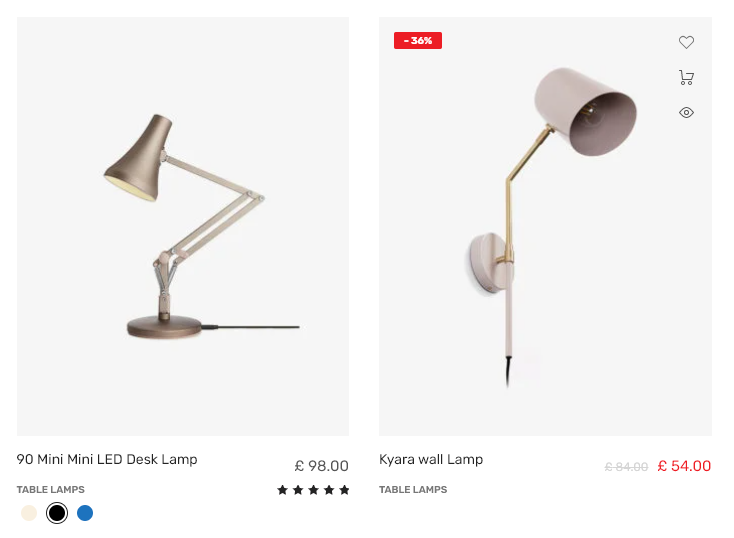 - 36%
90 Mini Mini LED Desk Lamp
£ 98.00
TABLE LAMPS
Kyara wall Lamp
£ 84.00 £ 54.00
TABLE LAMPS